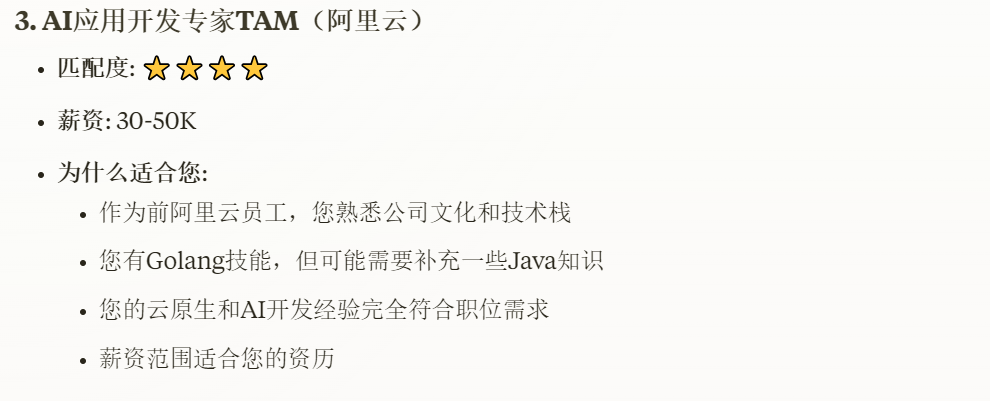 3. AI应用开发专家TAM（阿里云）
• 匹配度: ⭐⭐⭐⭐
• 薪资: 30-50K
• 为什么适合您:
• 作为前阿里云员工，您熟悉公司文化和技术栈
• 您有Golang技能，但可能需要补充一些Java知识
• 您的云原生和AI开发经验完全符合职位需求
• 薪资范围适合您的资历